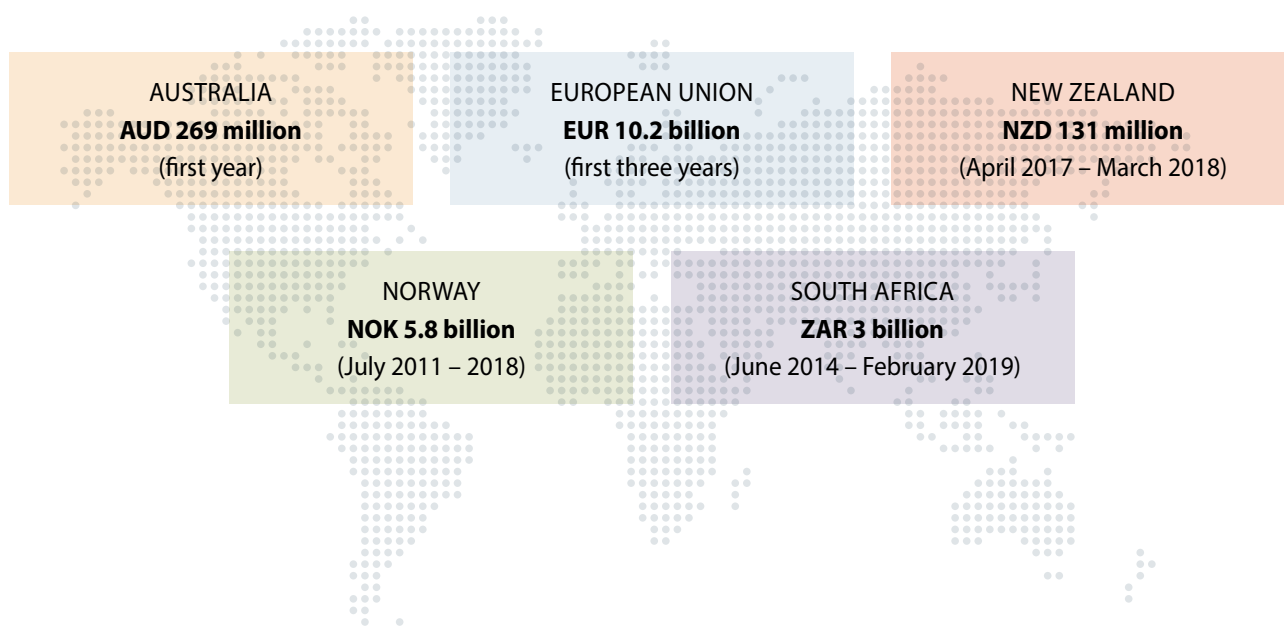 AUSTRALIA
AUD 269 million
(first year)
EUROPEAN UNION
EUR 10.2 billion
(first three years)
NEW ZEALAND
NZD 131 million
(April 2017 – March 2018)
NORWAY
NOK 5.8 billion
(July 2011 – 2018)
SOUTH AFRICA
ZAR 3 billion
(June 2014 – February 2019)